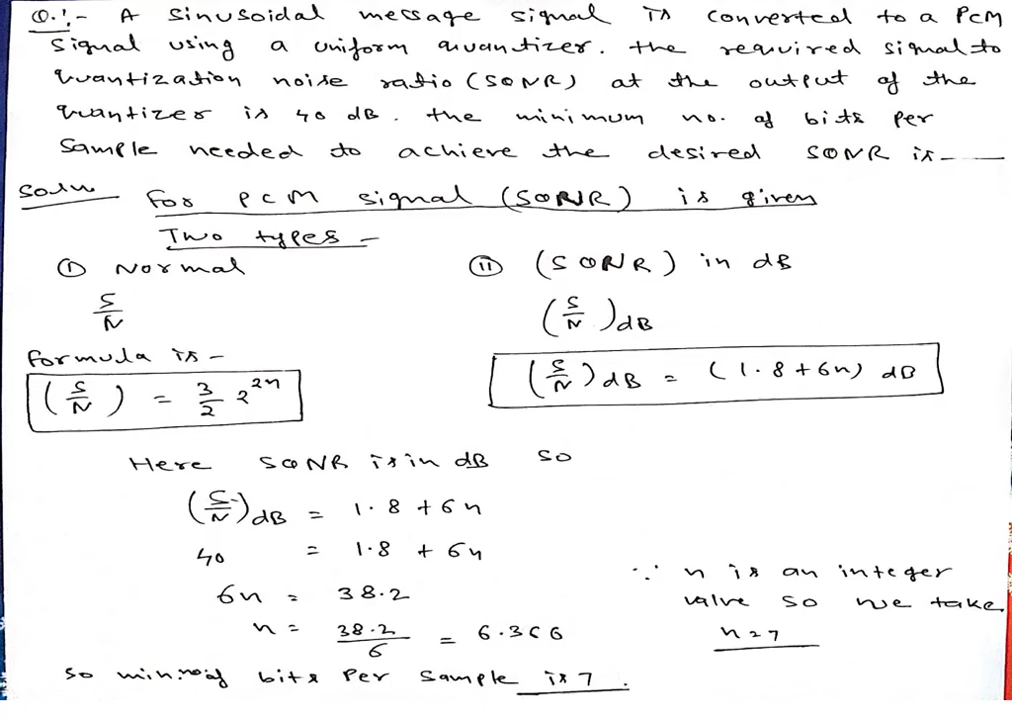 Q.:- A sinusoidal message signal is converted to a PCM
signal using a uniform quantizer. the required signal to
quantization noise ratio (SQNR) at the output of the
quantizer is 40 dB. the minimum no. of bits per
sample needed to achieve the desired SQNR is ——
Soln
For PCM signal (SQNR) is given
Two types -
① Normal
S/N
formula is -
(S/N) = 3/2 2^2n
ⓘⓘ (SQNR) in dB
(S/N)dB
(S/N)dB = (1.8+6n) dB
Here SQNR is in dB so
(S/N)dB = 1.8 + 6n
40 = 1.8 + 6n
6n = 38.2
n = 38.2/6 = 6.366
∵ n is an integer
valve so we take
n=7
so min. no. of bits Per sample is 7.